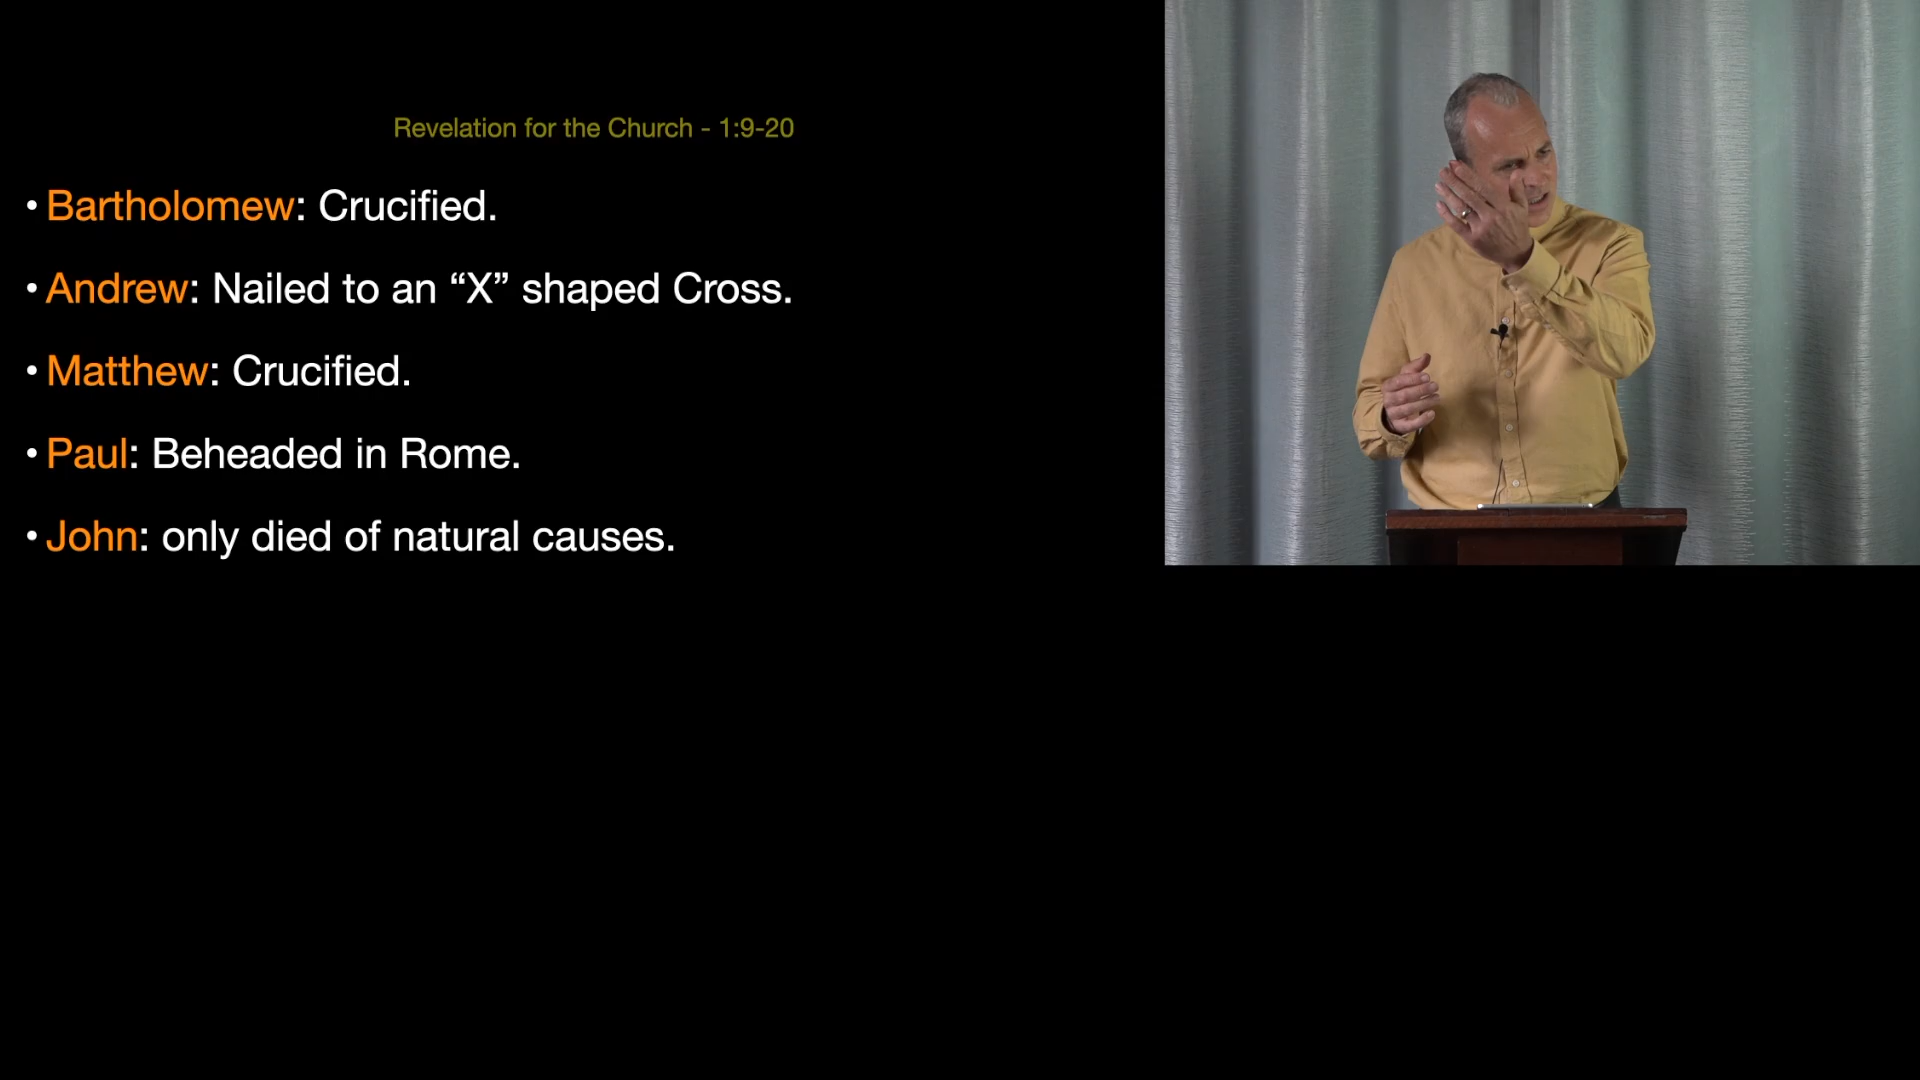 Revelation for the Church - 1:9-20
• Bartholomew: Crucified.
• Andrew: Nailed to an “X” shaped Cross.
• Matthew: Crucified.
• Paul: Beheaded in Rome.
• John: only died of natural causes.